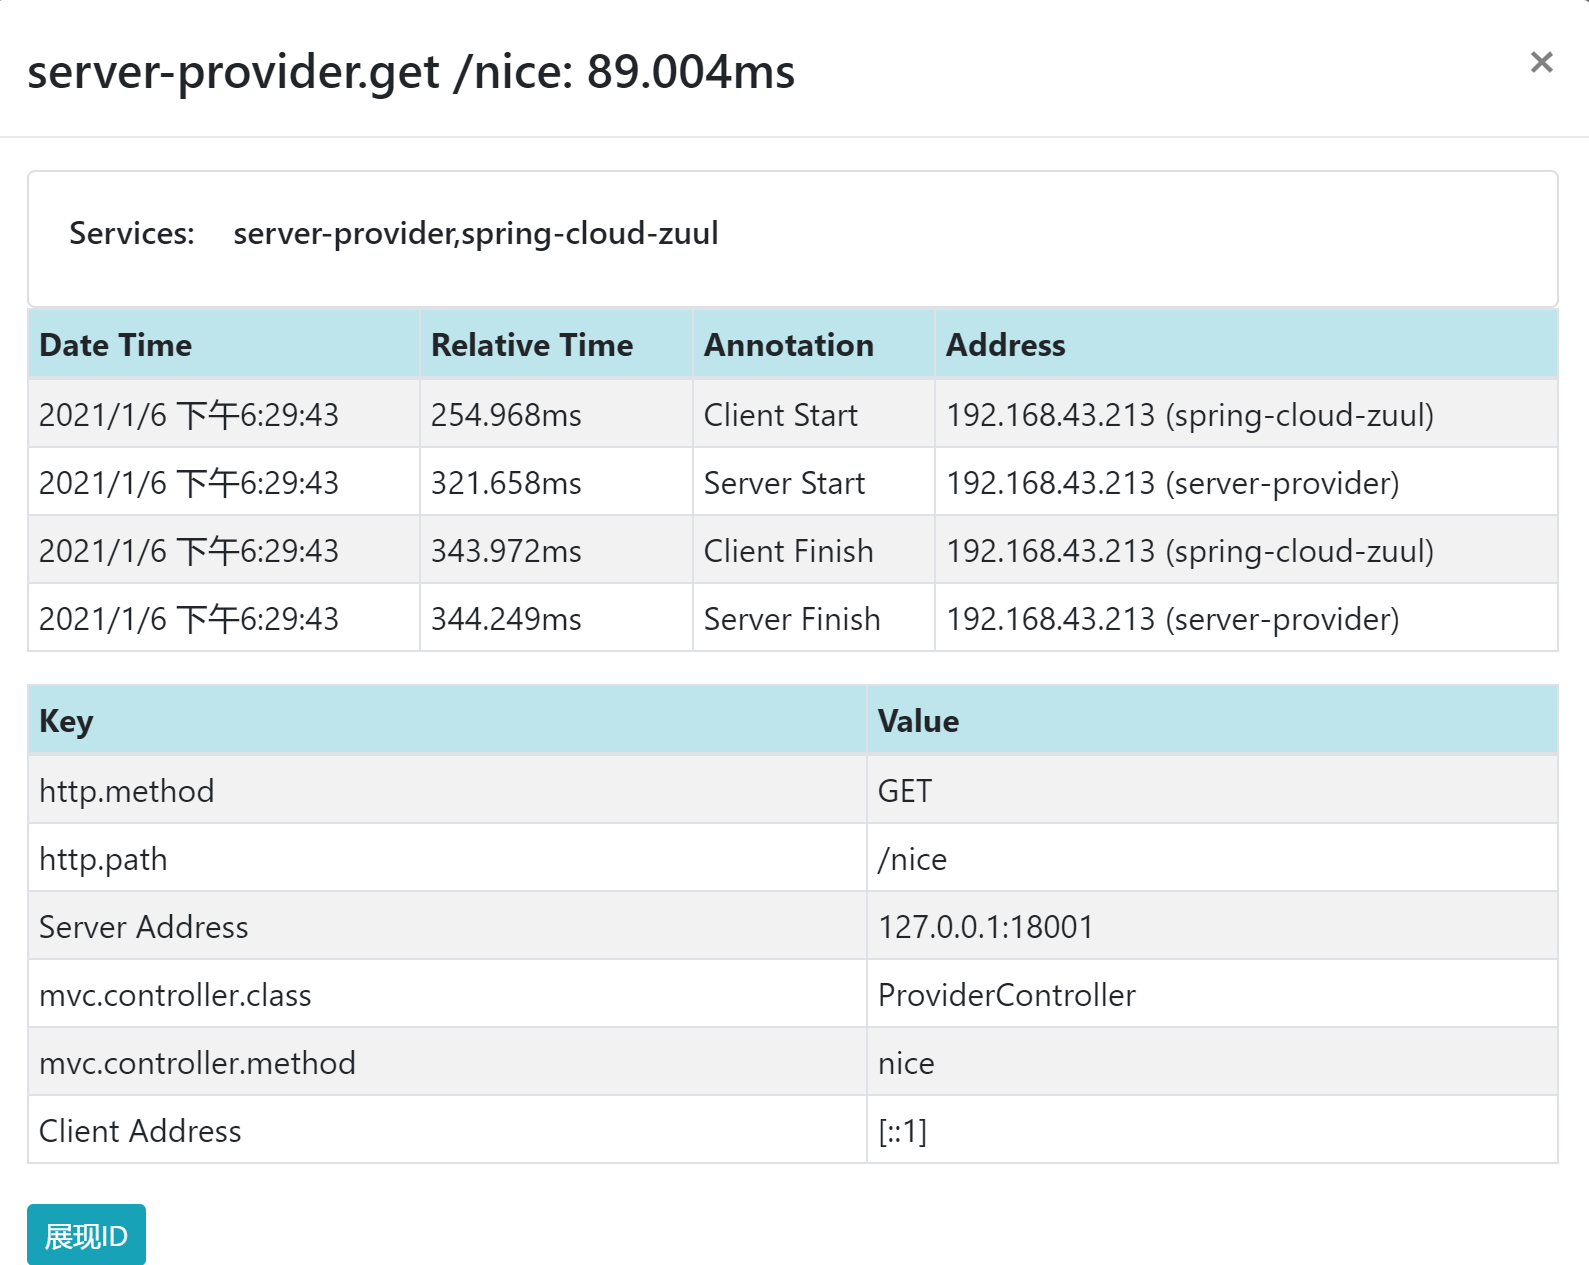 server-provider.get /nice: 89.004ms ×
Services: server-provider,spring-cloud-zuul
Date Time Relative Time Annotation Address
2021/1/6 下午6:29:43 254.968ms Client Start 192.168.43.213 (spring-cloud-zuul)
2021/1/6 下午6:29:43 321.658ms Server Start 192.168.43.213 (server-provider)
2021/1/6 下午6:29:43 343.972ms Client Finish 192.168.43.213 (spring-cloud-zuul)
2021/1/6 下午6:29:43 344.249ms Server Finish 192.168.43.213 (server-provider)
Key Value
http.method GET
http.path /nice
Server Address 127.0.0.1:18001
mvc.controller.class ProviderController
mvc.controller.method nice
Client Address [::1]
展现ID